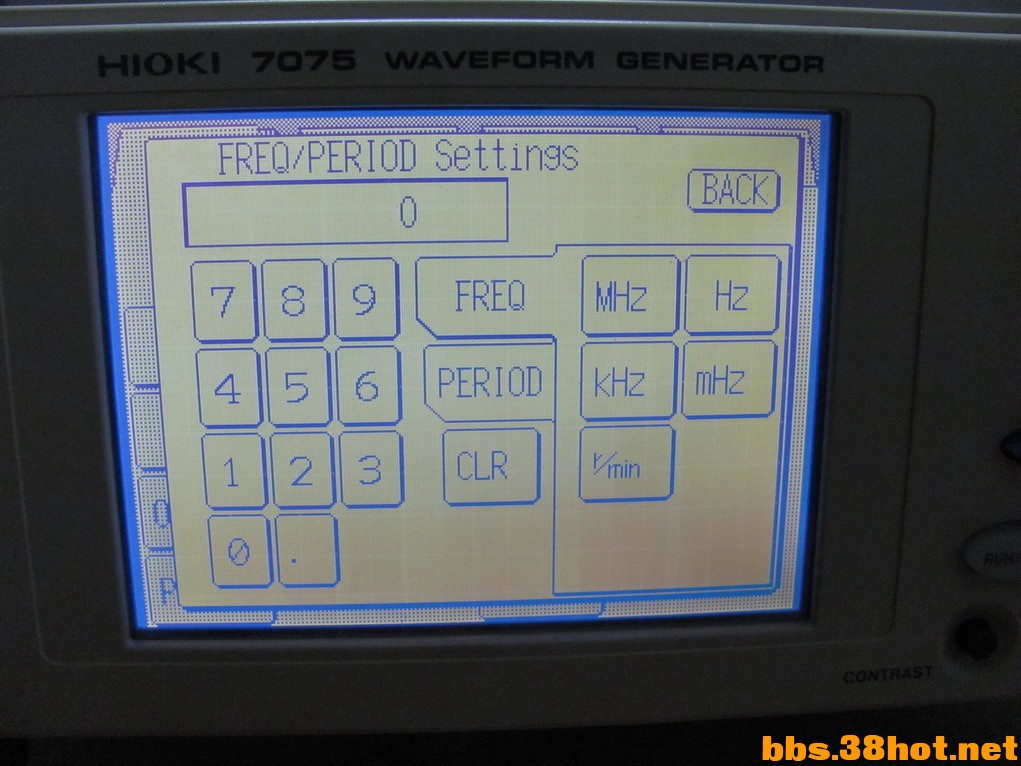 HIOKI 7075 WAVEFORM GENERATOR
FREQ/PERIOD Settings
0
BACK
7 8 9 FREQ MHz Hz
4 5 6 PERIOD kHz mHz
1 2 3 CLR r/min
0 .
CONTRAST
bbs.38hot.net